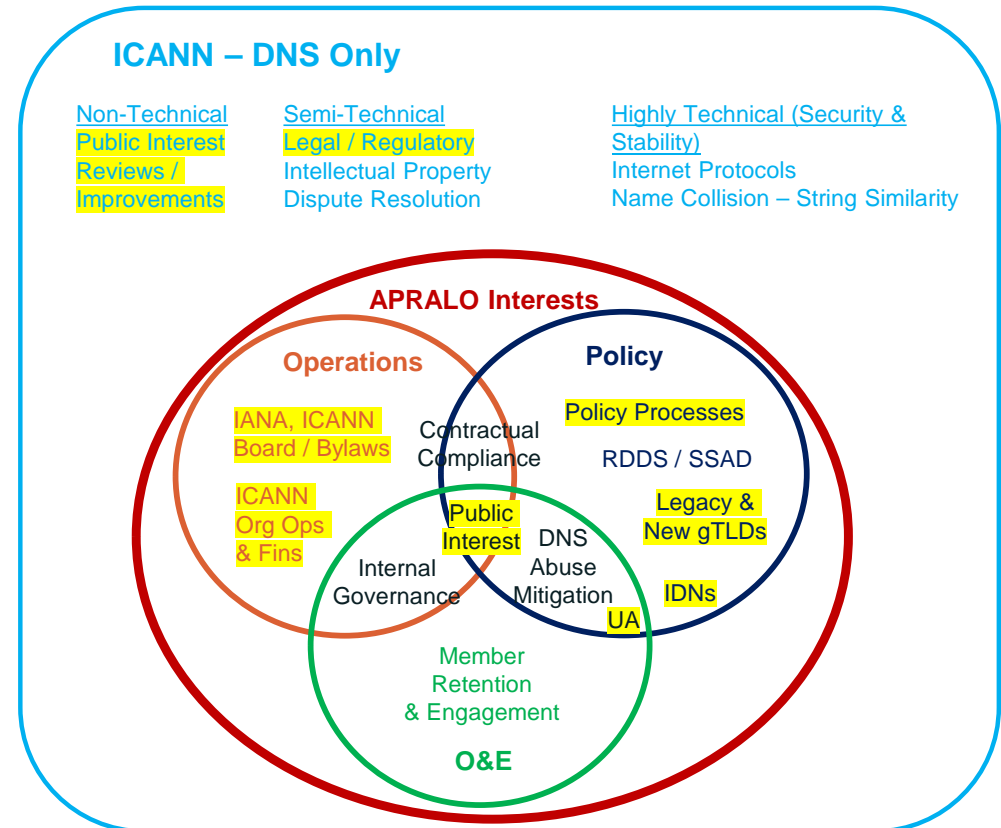 ICANN – DNS Only
Non-Technical
Public Interest
Reviews /
Improvements
Semi-Technical
Legal / Regulatory
Intellectual Property
Dispute Resolution
Highly Technical (Security &
Stability)
Internet Protocols
Name Collision – String Similarity
APRALO Interests
Operations
IANA, ICANN
Board / Bylaws
ICANN
Org Ops
& Fins
Contractual
Compliance
Policy
Policy Processes
RDDS / SSAD
Legacy &
New gTLDs
IDNs
Public
Interest
DNS
Abuse
Mitigation
UA
Internal
Governance
Member
Retention
& Engagement
O&E